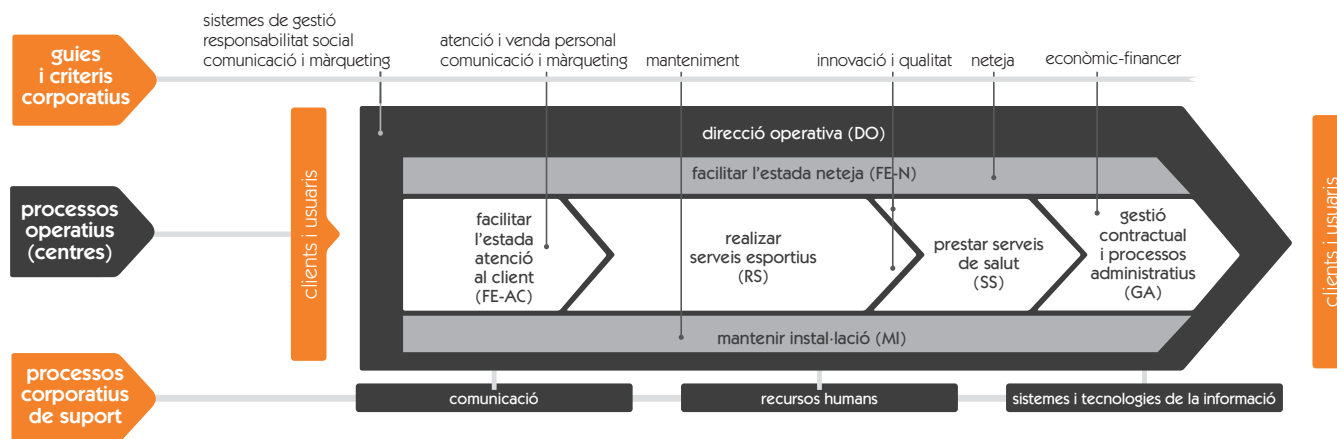 sistemes de gestió
responsabilitat social
comunicació i màrqueting
atenció i venda personal
comunicació i màrqueting
manteniment
innovació i qualitat
neteja
econòmic-financer
guies
i criteris
corporatius
direcció operativa (DO)
facilitar l'estada neteja (FE-N)
clients i usuaris
processos
operatius
(centres)
facilitar
l'estada
atenció
al client
(FE-AC)
realizar
serveis esportius
(RS)
prestar serveis
de salut
(SS)
gestió
contractual
i processos
administratius
(GA)
clients i usuaris
mantenir instal·lació (MI)
processos
corporatius
de suport
comunicació
recursos humans
sistemes i tecnologies de la informació